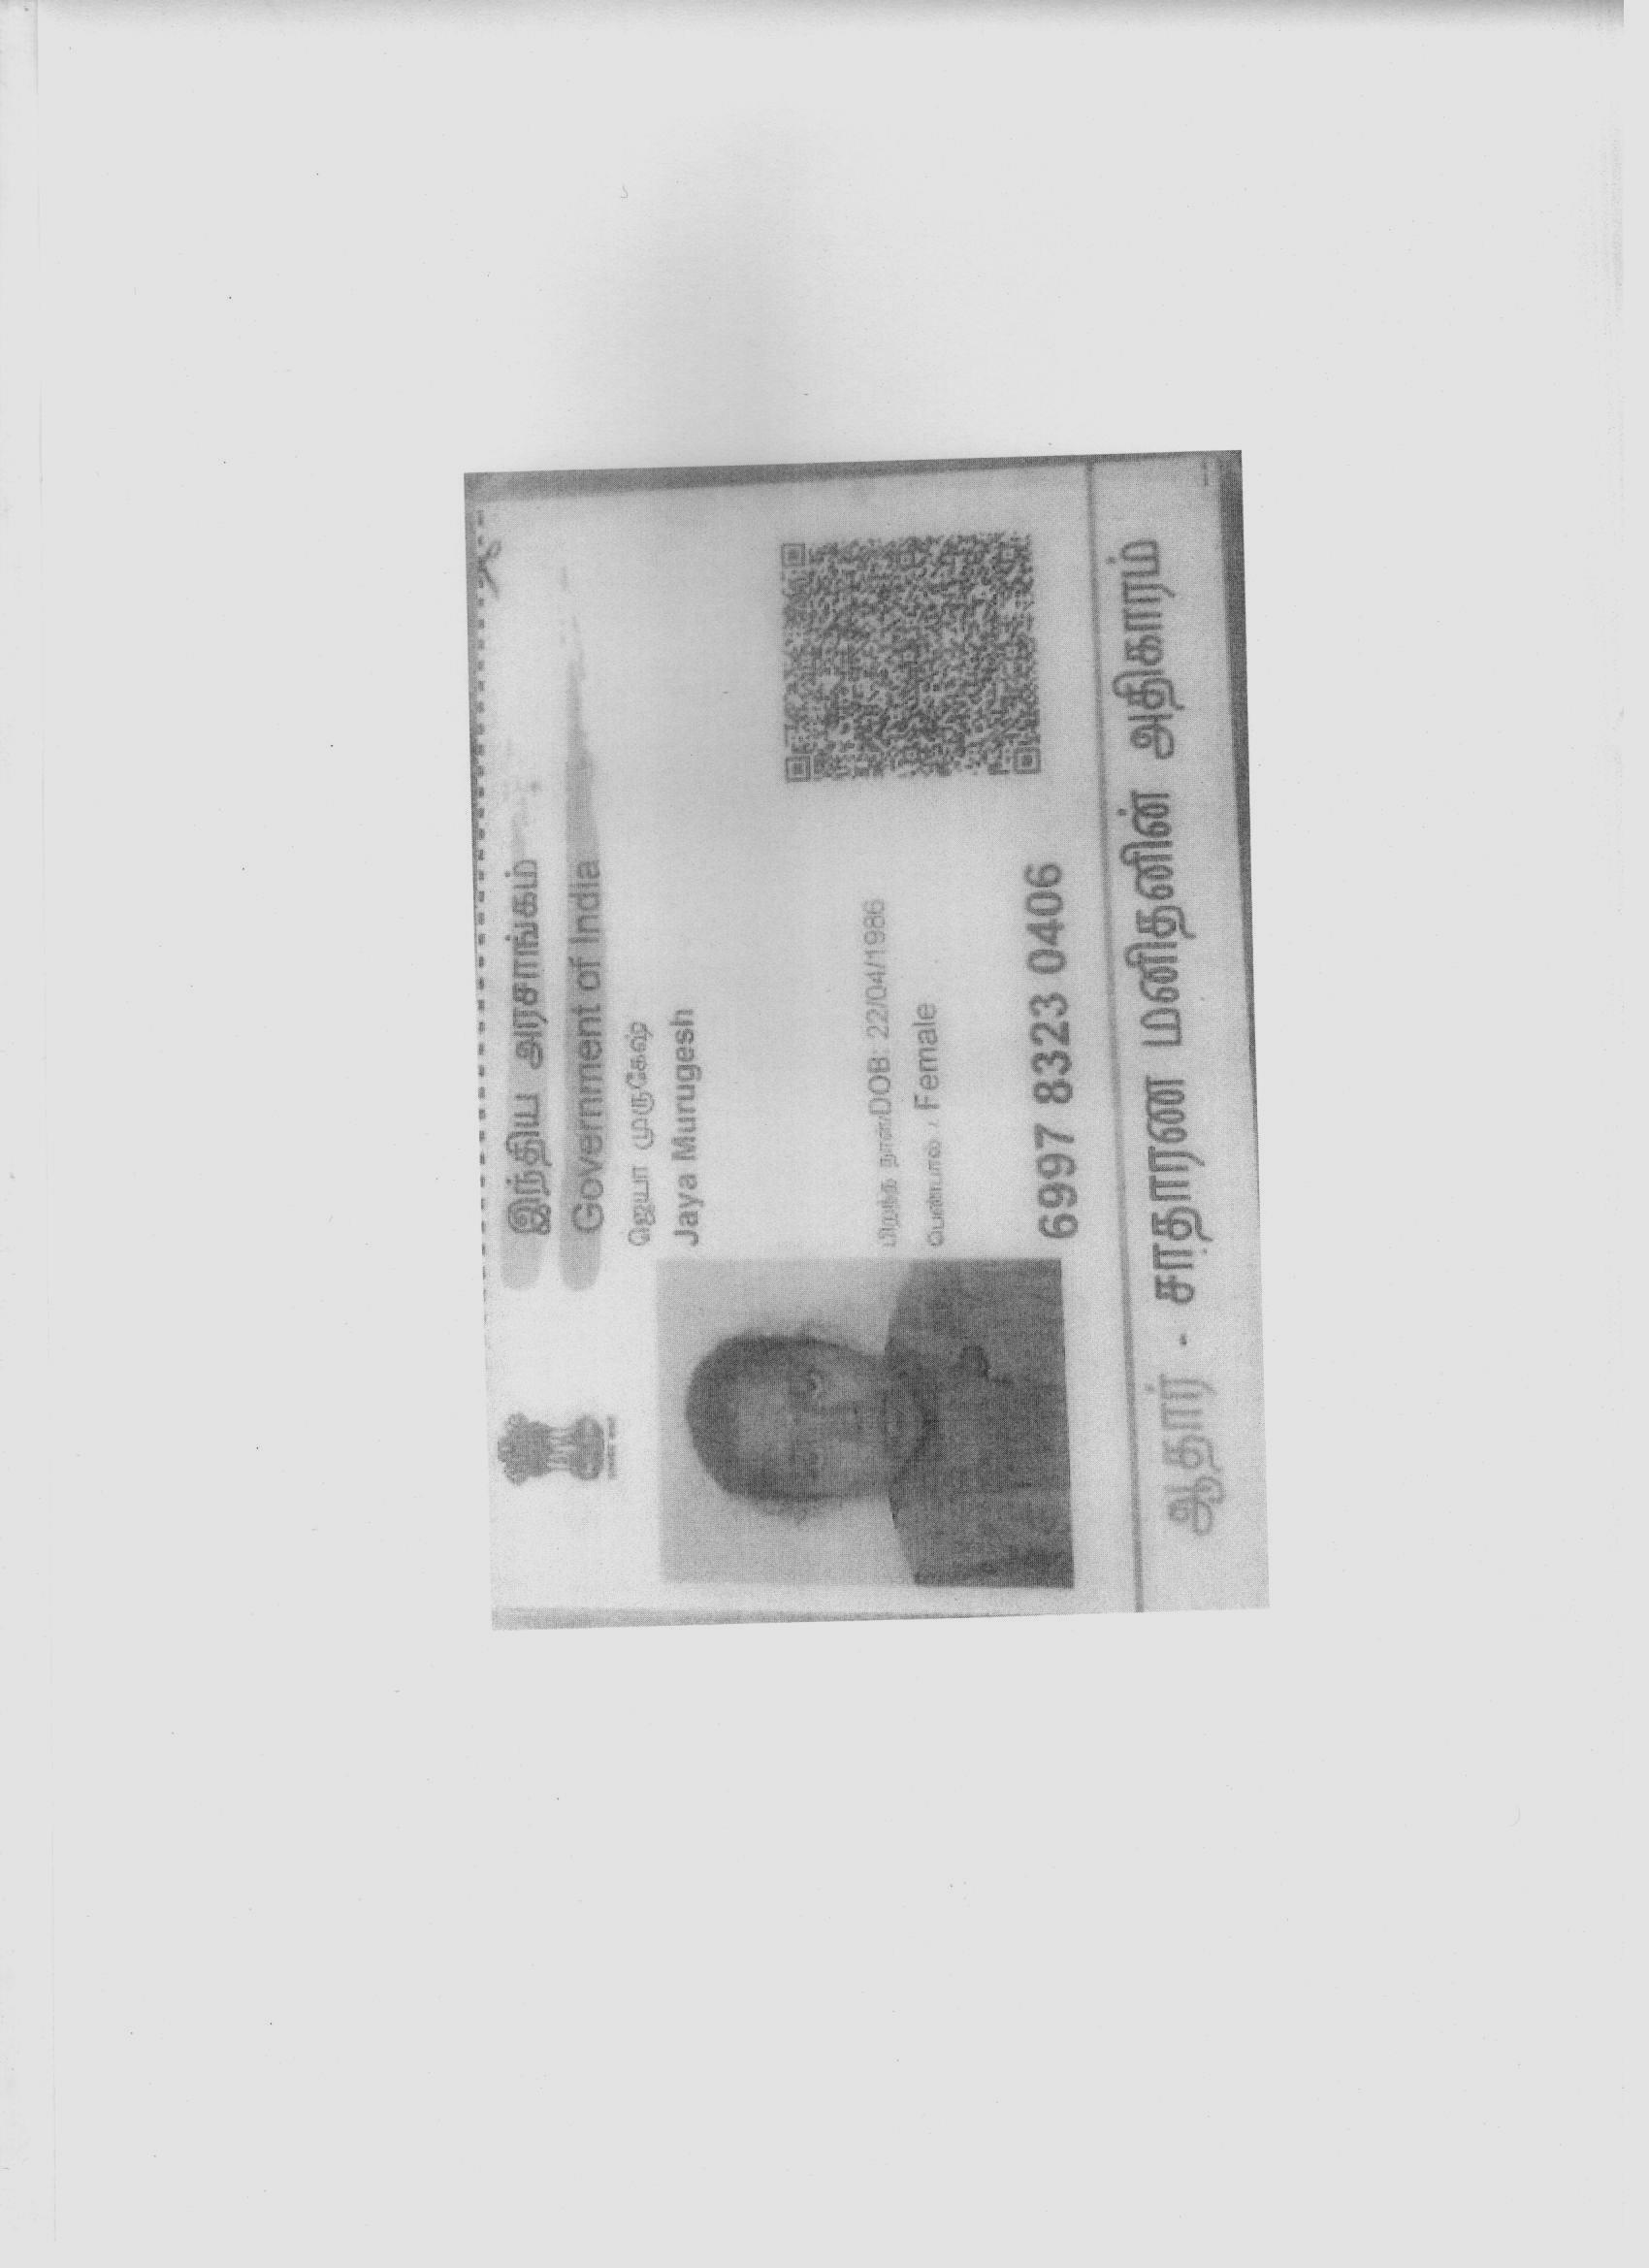 இந்திய அரசாங்கம்
Government of India
ஜெயா முருகேஷ்
Jaya Murugesh
பிறந்த நாள்/DOB: 22/04/1986
பெண்பால் / Female
6997 8323 0406
ஆதார் - சாதாரண மனிதனின் அதிகாரம்